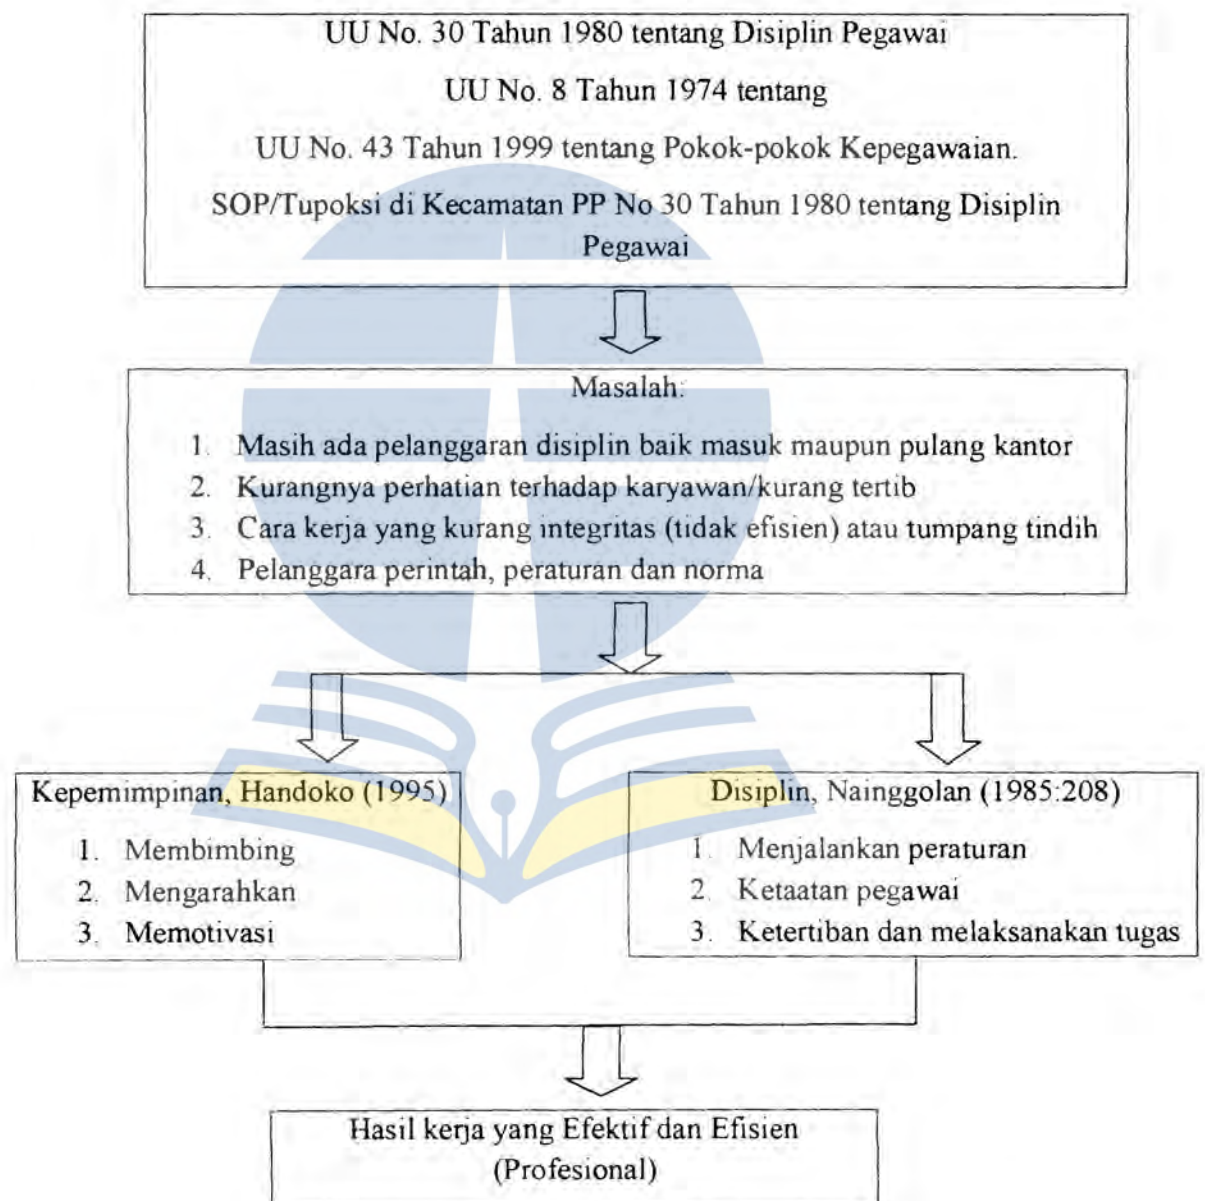 UU No. 30 Tahun 1980 tentang Disiplin Pegawai
UU No. 8 Tahun 1974 tentang
UU No. 43 Tahun 1999 tentang Pokok-pokok Kepegawaian.
SOP/Tupoksi di Kecamatan PP No 30 Tahun 1980 tentang Disiplin
Pegawai
Masalah:
1. Masih ada pelanggaran disiplin baik masuk maupun pulang kantor
2. Kurangnya perhatian terhadap karyawan/kurang tertib
3. Cara kerja yang kurang integritas (tidak efisien) atau tumpang tindih
4. Pelanggara perintah, peraturan dan norma
Kepemimpinan, Handoko (1995)
1. Membimbing
2. Mengarahkan
3. Memotivasi
Disiplin, Nainggolan (1985:208)
1. Menjalankan peraturan
2. Ketaatan pegawai
3. Ketertiban dan melaksanakan tugas
Hasil kerja yang Efektif dan Efisien
(Profesional)